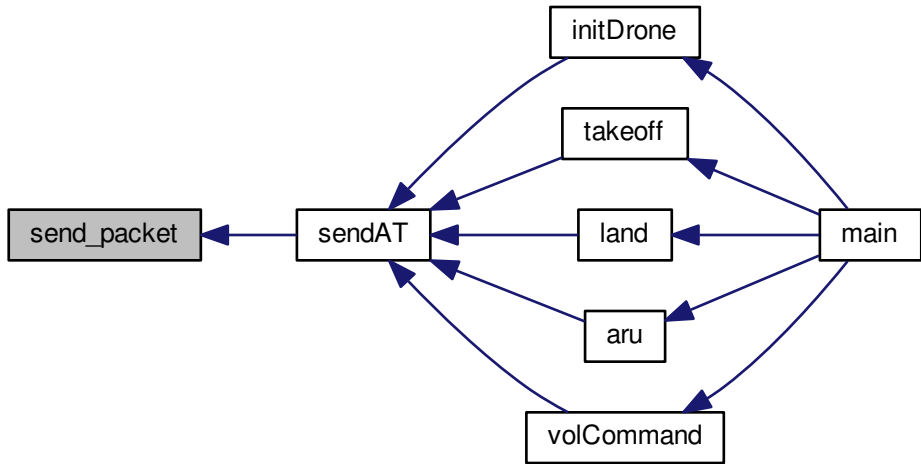 initDrone
takeoff
send_packet
sendAT
land
main
aru
volCommand